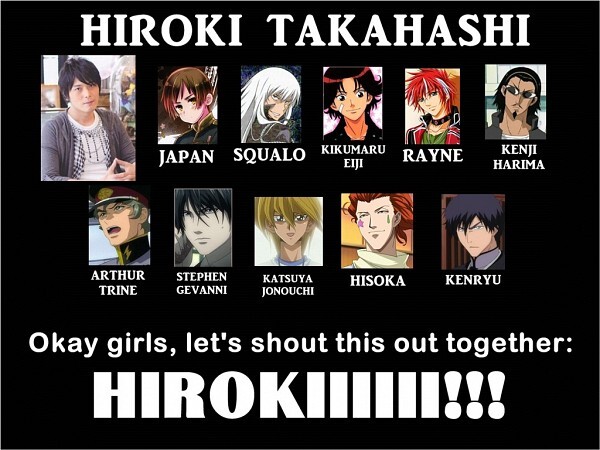 HIROKI TAKAHASHI
JAPAN
SQUALO
KIKUMARU
EIJI
RAYNE
KENJI
HARIMA
ARTHUR
TRINE
STEPHEN
GEVANNI
KATSUYA
JONOUCHI
HISOKA
KENRYU
Okay girls, let's shout this out together:
HIROKIIIIIII!!!